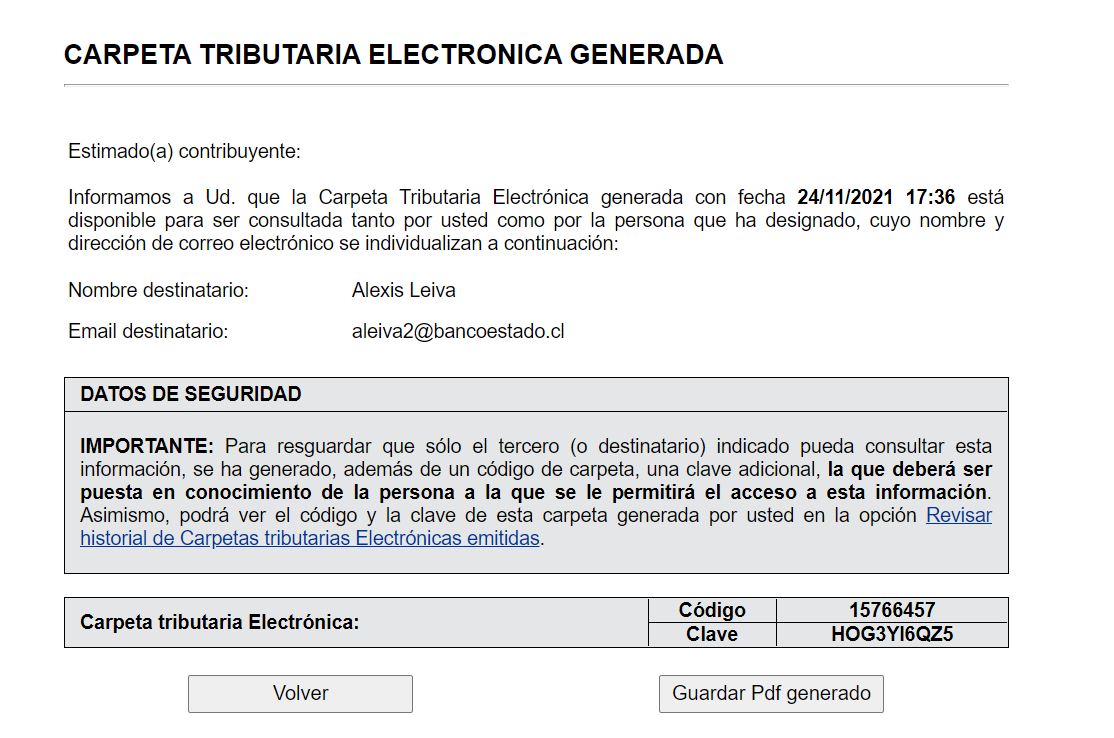 CARPETA TRIBUTARIA ELECTRONICA GENERADA
Estimado(a) contribuyente:
Informamos a Ud. que la Carpeta Tributaria Electrónica generada con fecha 24/11/2021 17:36 está
disponible para ser consultada tanto por usted como por la persona que ha designado, cuyo nombre y
dirección de correo electrónico se individualizan a continuación:
Nombre destinatario: Alexis Leiva
Email destinatario: aleiva2@bancoestado.cl
DATOS DE SEGURIDAD
IMPORTANTE: Para resguardar que sólo el tercero (o destinatario) indicado pueda consultar esta
información, se ha generado, además de un código de carpeta, una clave adicional, la que deberá ser
puesta en conocimiento de la persona a la que se le permitirá el acceso a esta información.
Asimismo, podrá ver el código y la clave de esta carpeta generada por usted en la opción Revisar
historial de Carpetas tributarias Electrónicas emitidas.
Carpeta tributaria Electrónica:
Código 15766457
Clave HOG3YI6QZ5
Volver Guardar Pdf generado